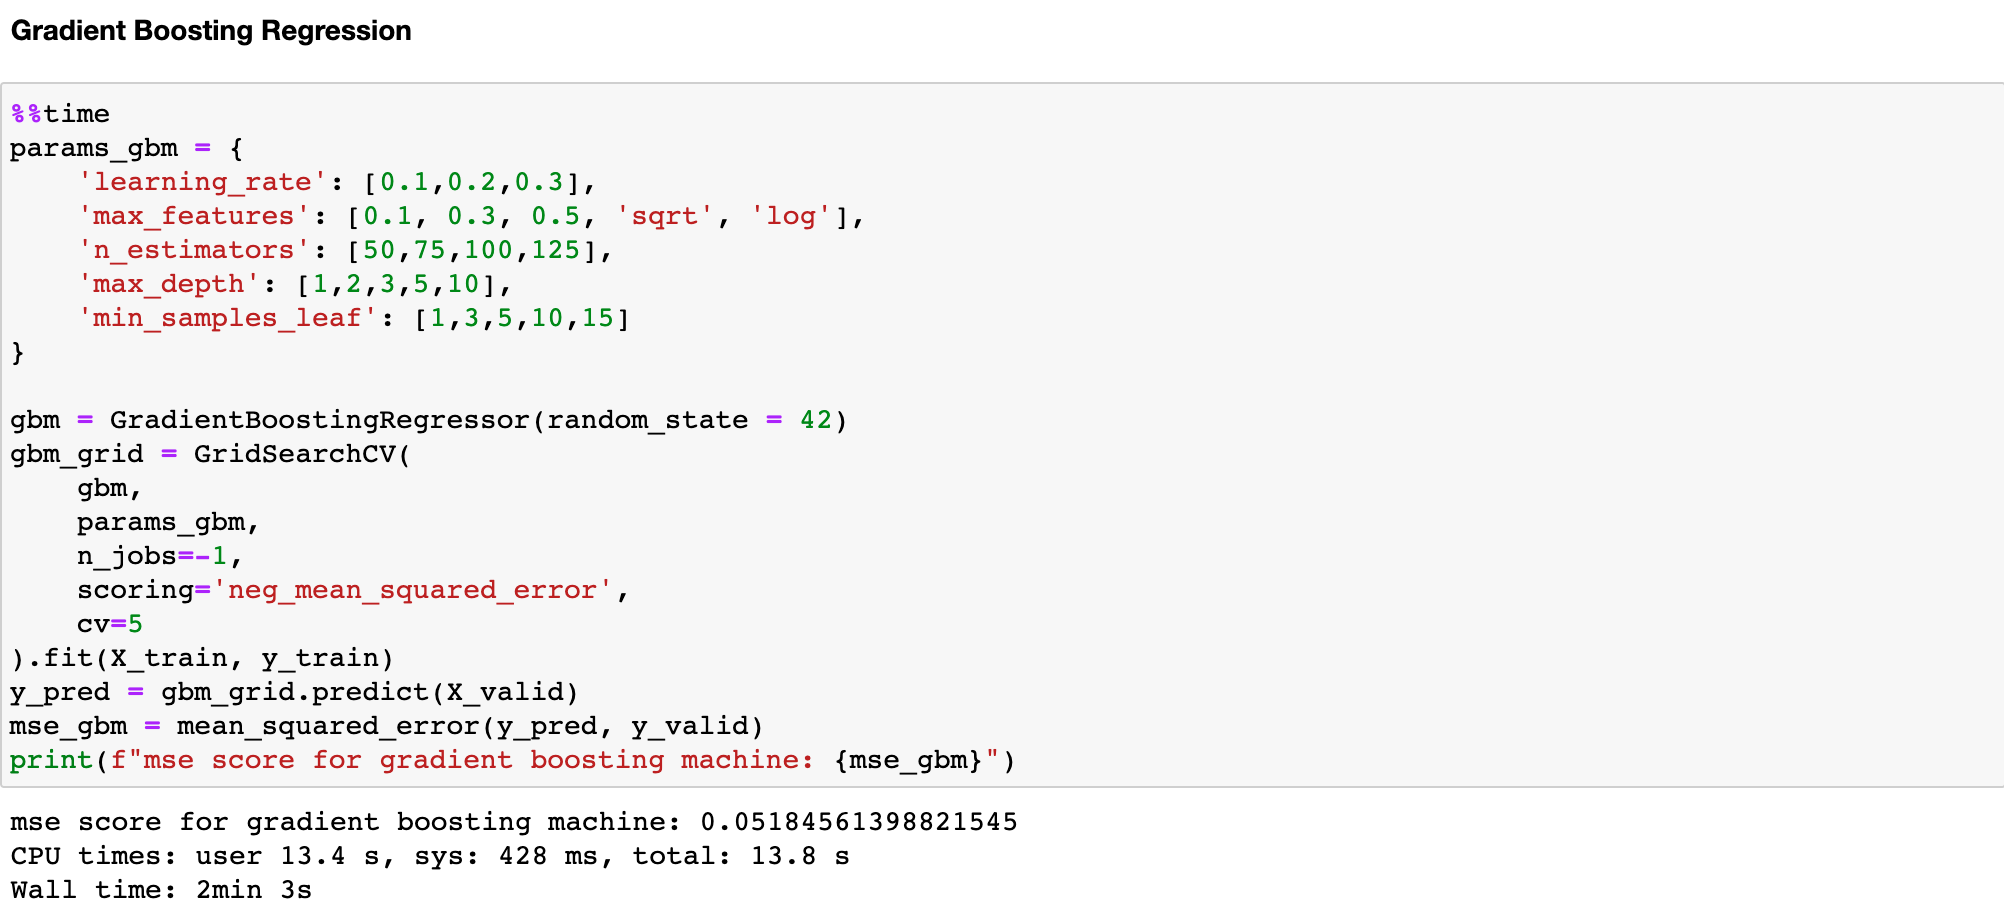 Gradient Boosting Regression
%%time
params_gbm = {
    'learning_rate': [0.1,0.2,0.3],
    'max_features': [0.1, 0.3, 0.5, 'sqrt', 'log'],
    'n_estimators': [50,75,100,125],
    'max_depth': [1,2,3,5,10],
    'min_samples_leaf': [1,3,5,10,15]
}
gbm = GradientBoostingRegressor(random_state = 42)
gbm_grid = GridSearchCV(
    gbm,
    params_gbm,
    n_jobs=-1,
    scoring='neg_mean_squared_error',
    cv=5
).fit(X_train, y_train)
y_pred = gbm_grid.predict(X_valid)
mse_gbm = mean_squared_error(y_pred, y_valid)
print(f"mse score for gradient boosting machine: {mse_gbm}")
mse score for gradient boosting machine: 0.05184561398821545
CPU times: user 13.4 s, sys: 428 ms, total: 13.8 s
Wall time: 2min 3s